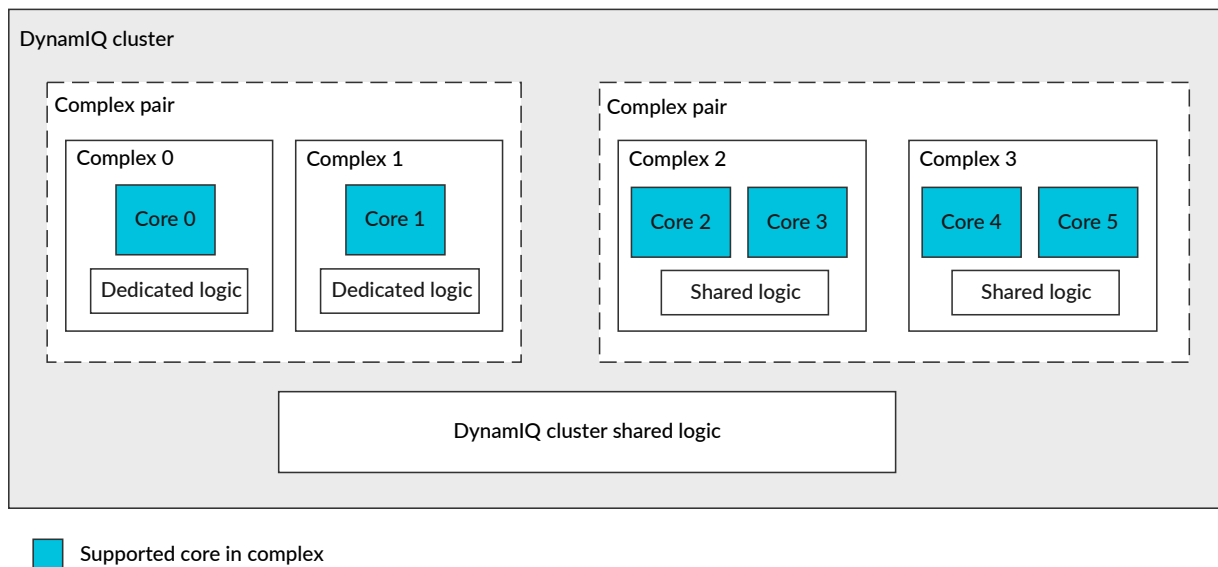 DynamIQ cluster
Complex pair
Complex 0
Core 0
Dedicated logic
Complex 1
Core 1
Dedicated logic
Complex pair
Complex 2
Core 2
Core 3
Shared logic
Complex 3
Core 4
Core 5
Shared logic
DynamIQ cluster shared logic
Supported core in complex